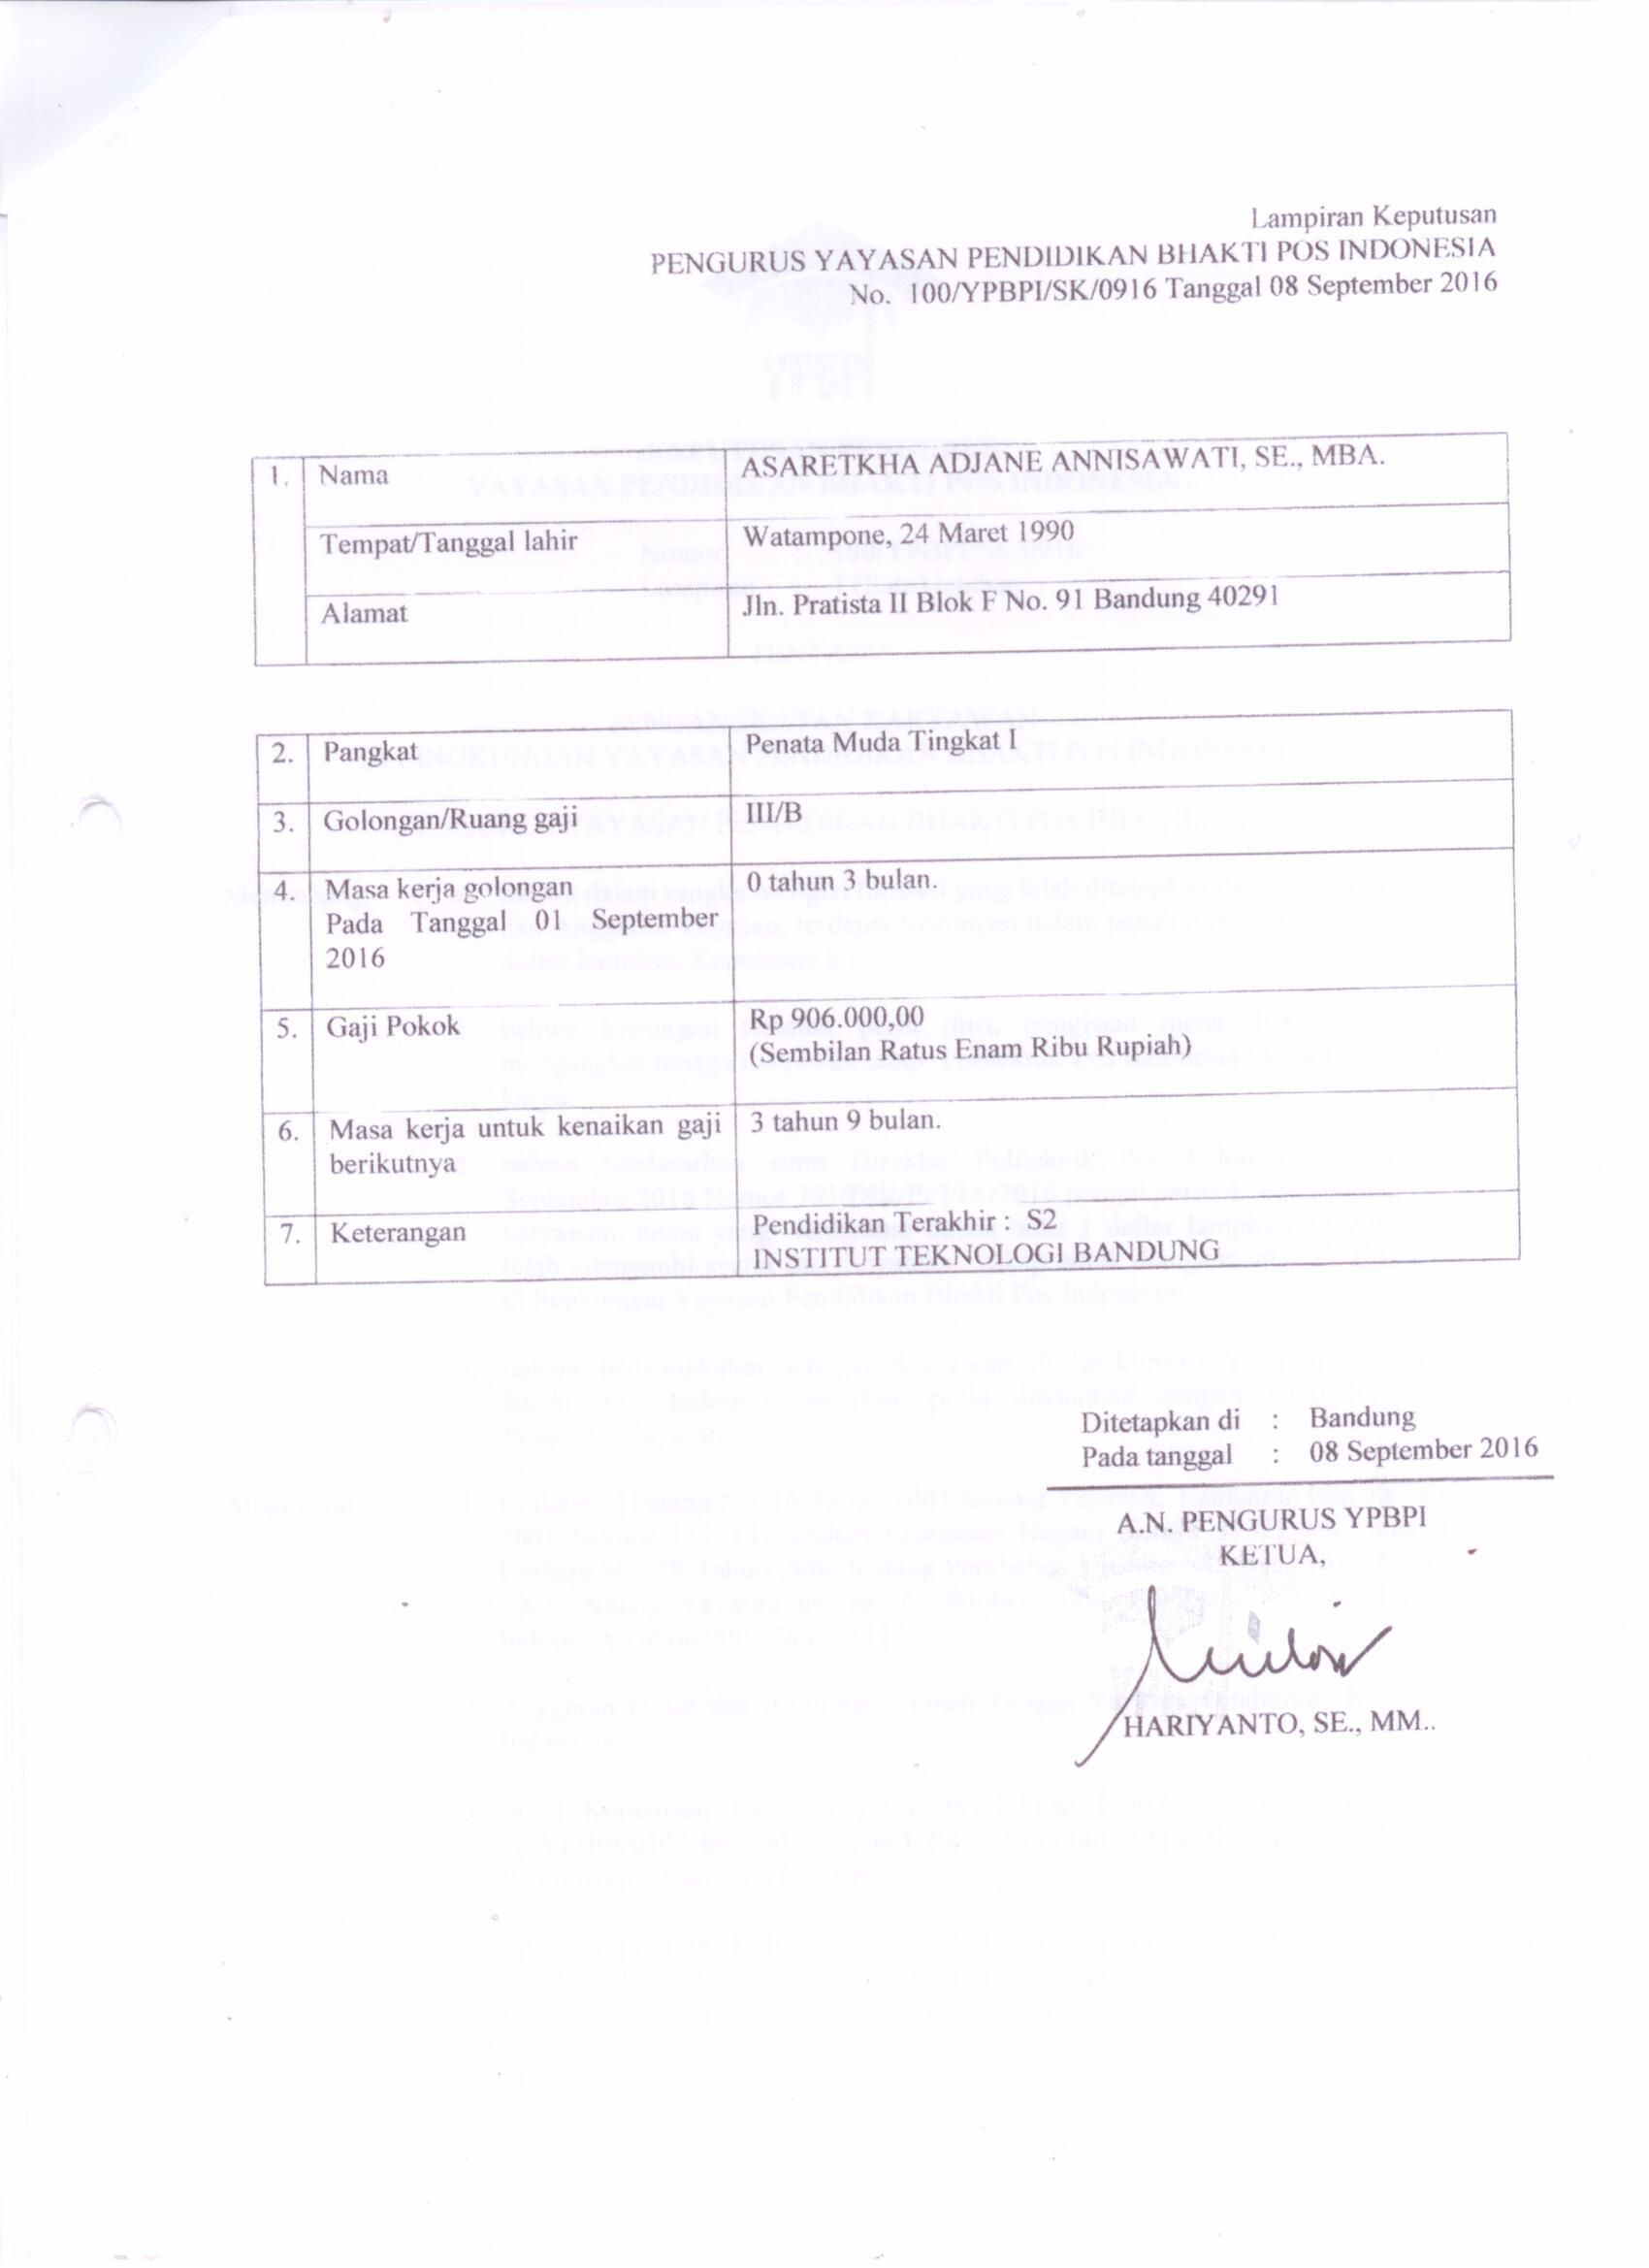 Lampiran Keputusan
PENGURUS YAYASAN PENDIDIKAN BHAKTI POS INDONESIA
No. 100/YPBPI/SK/0916 Tanggal 08 September 2016
1. Nama ASARETKHA ADJANE ANNISAWATI, SE., MBA.
Tempat/Tanggal lahir Watampone, 24 Maret 1990
Alamat Jln. Pratista II Blok F No. 91 Bandung 40291
2. Pangkat Penata Muda Tingkat I
3. Golongan/Ruang gaji III/B
4. Masa kerja golongan 0 tahun 3 bulan.
Pada Tanggal 01 September
2016
5. Gaji Pokok Rp 906.000,00
(Sembilan Ratus Enam Ribu Rupiah)
6. Masa kerja untuk kenaikan gaji 3 tahun 9 bulan.
berikutnya
7. Keterangan Pendidikan Terakhir : S2
INSTITUT TEKNOLOGI BANDUNG
Ditetapkan di : Bandung
Pada tanggal : 08 September 2016
A.N. PENGURUS YPBPI
KETUA,
HARIYANTO, SE., MM..